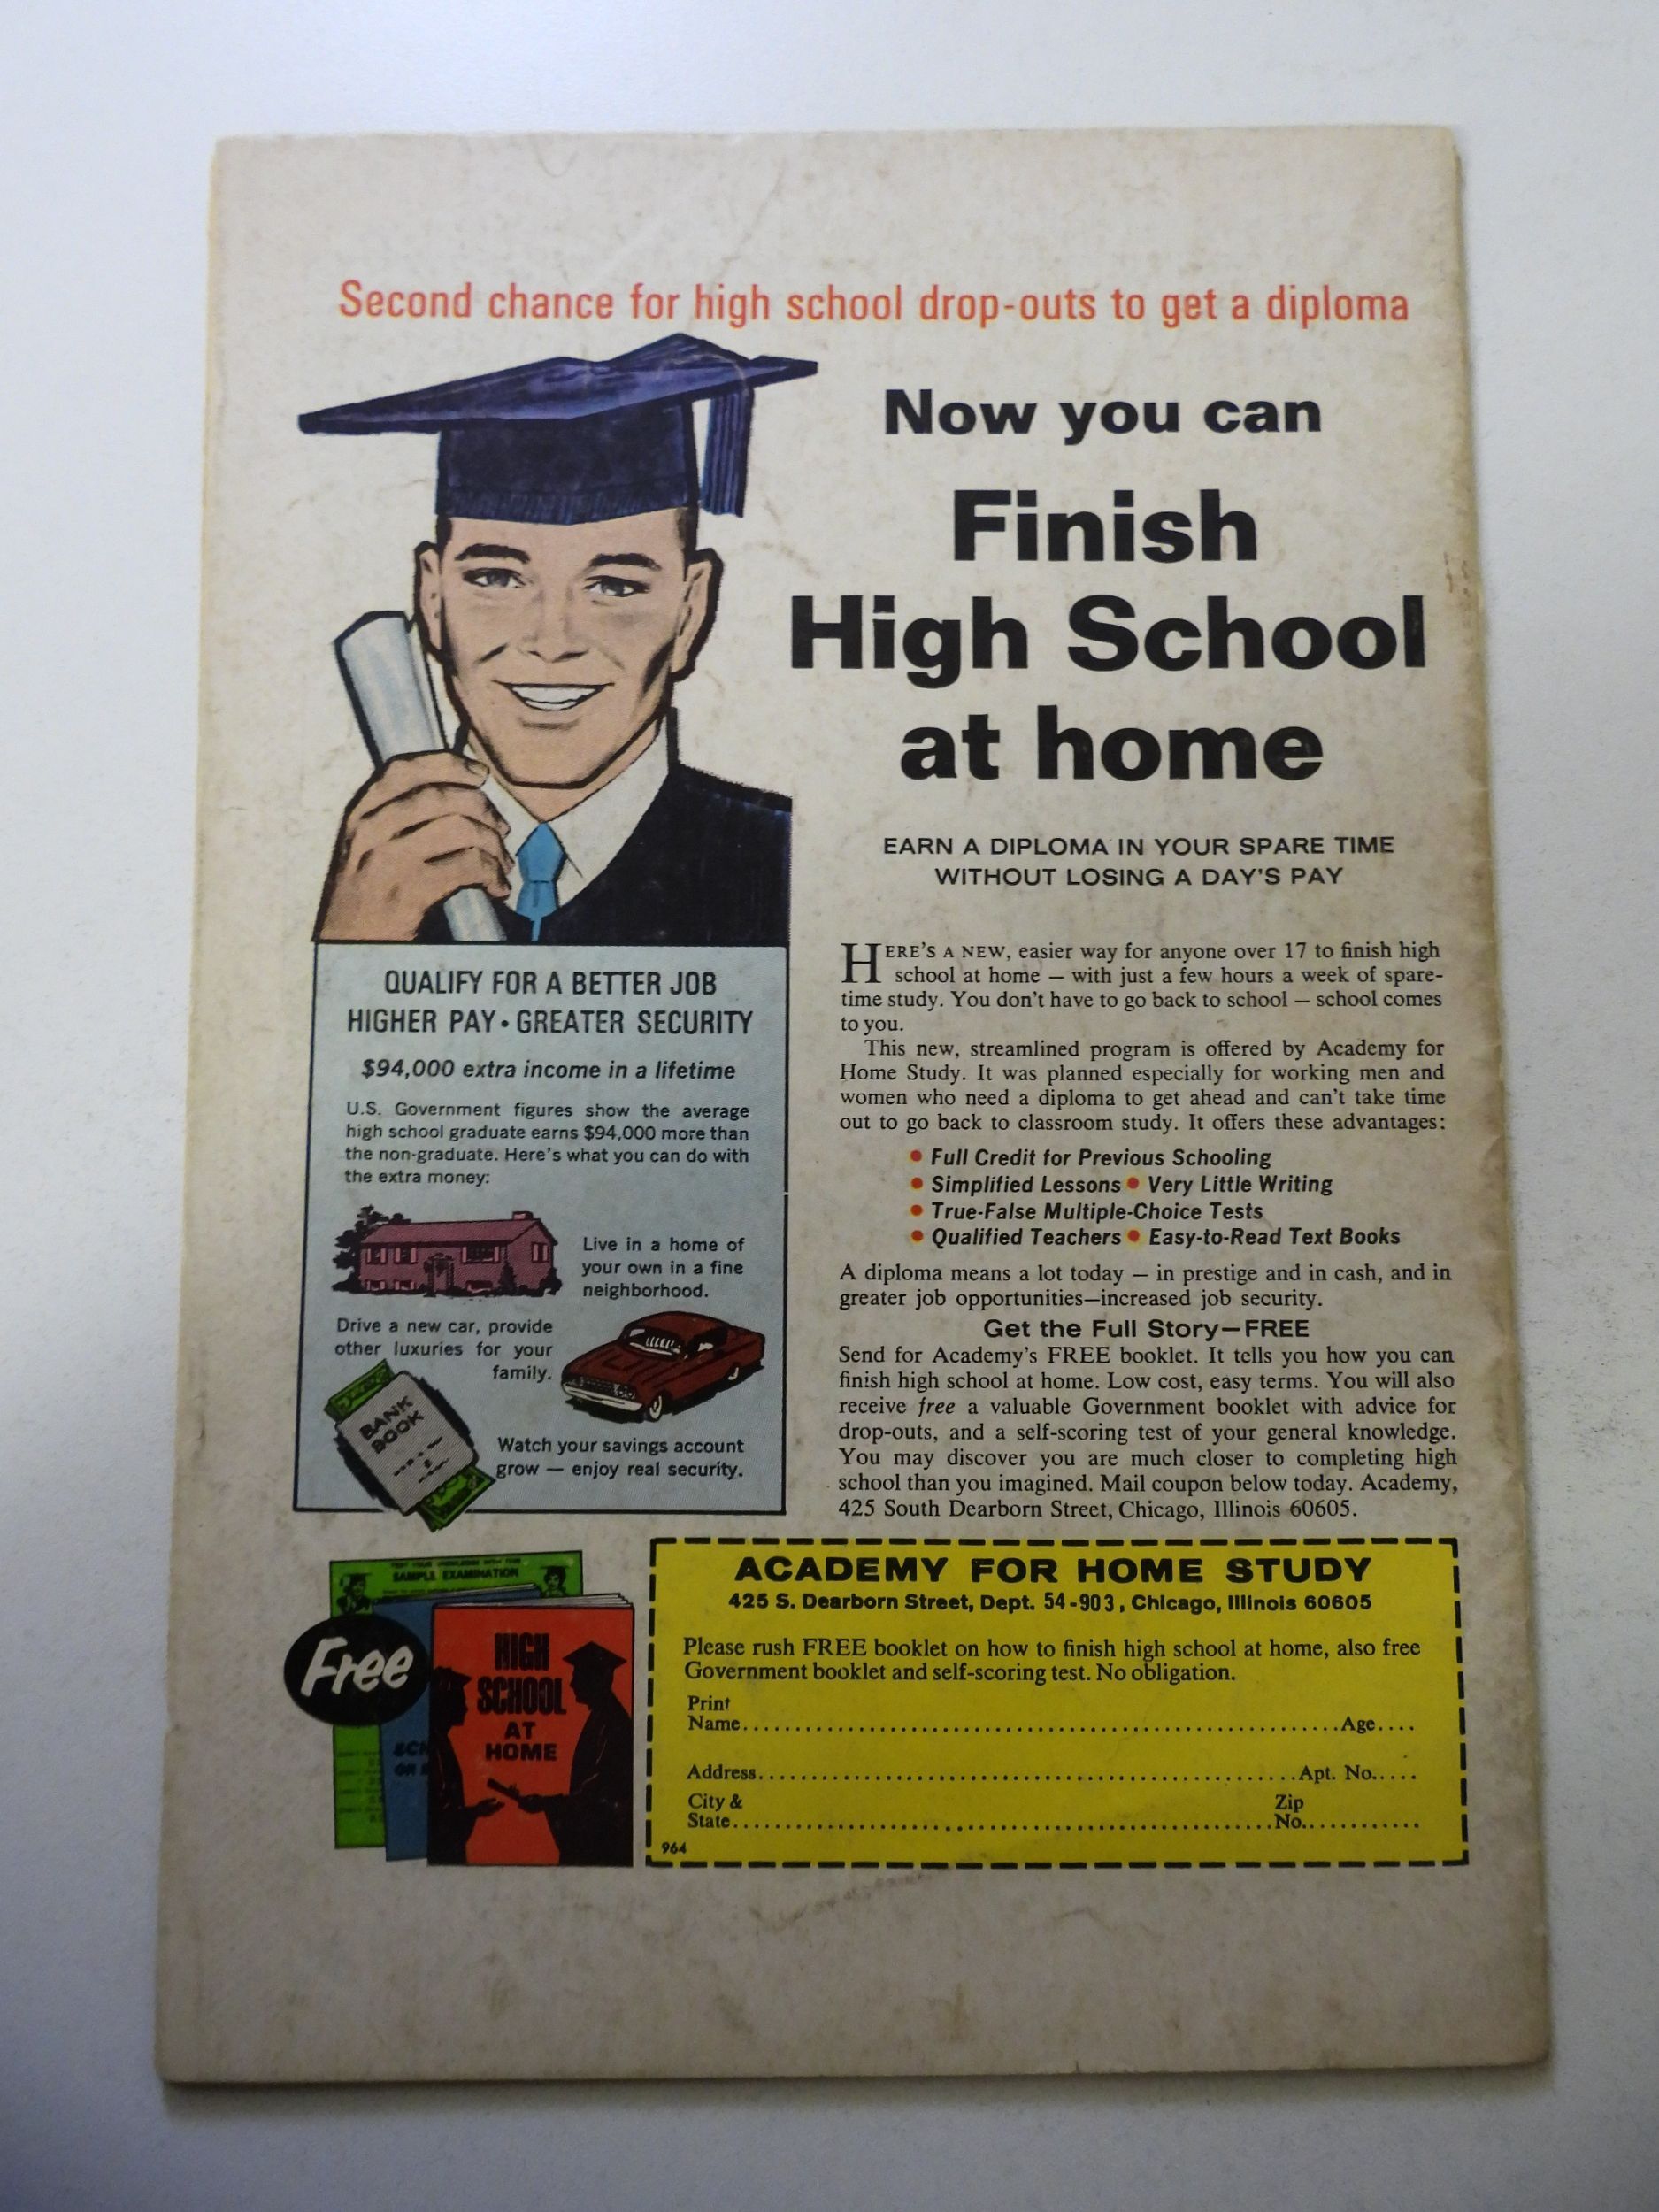 Second chance for high school drop-outs to get a diploma
Now you can
Finish
High School
at home
EARN A DIPLOMA IN YOUR SPARE TIME
WITHOUT LOSING A DAY'S PAY
QUALIFY FOR A BETTER JOB
HIGHER PAY • GREATER SECURITY
$94,000 extra income in a lifetime
U.S. Government figures show the average
high school graduate earns $94,000 more than
the non-graduate. Here's what you can do with
the extra money:
Live in a home of
your own in a fine
neighborhood.
Drive a new car, provide
other luxuries for your
family.
BANK
BOOK
Watch your savings account
grow — enjoy real security.
HERE'S A NEW, easier way for anyone over 17 to finish high
school at home — with just a few hours a week of spare-
time study. You don't have to go back to school — school comes
to you.
This new, streamlined program is offered by Academy for
Home Study. It was planned especially for working men and
women who need a diploma to get ahead and can't take time
out to go back to classroom study. It offers these advantages:
• Full Credit for Previous Schooling
• Simplified Lessons • Very Little Writing
• True-False Multiple-Choice Tests
• Qualified Teachers • Easy-to-Read Text Books
A diploma means a lot today — in prestige and in cash, and in
greater job opportunities—increased job security.
Get the Full Story—FREE
Send for Academy's FREE booklet. It tells you how you can
finish high school at home. Low cost, easy terms. You will also
receive free a valuable Government booklet with advice for
drop-outs, and a self-scoring test of your general knowledge.
You may discover you are much closer to completing high
school than you imagined. Mail coupon below today. Academy,
425 South Dearborn Street, Chicago, Illinois 60605.
SAMPLE EXAMINATION
Free
HIGH
SCHOOL
AT
HOME
ACADEMY FOR HOME STUDY
425 S. Dearborn Street, Dept. 54-903, Chicago, Illinois 60605
Please rush FREE booklet on how to finish high school at home, also free
Government booklet and self-scoring test. No obligation.
Print
Name..........Age....
Address..........Apt. No.....
City & Zip
State..........No...........
964